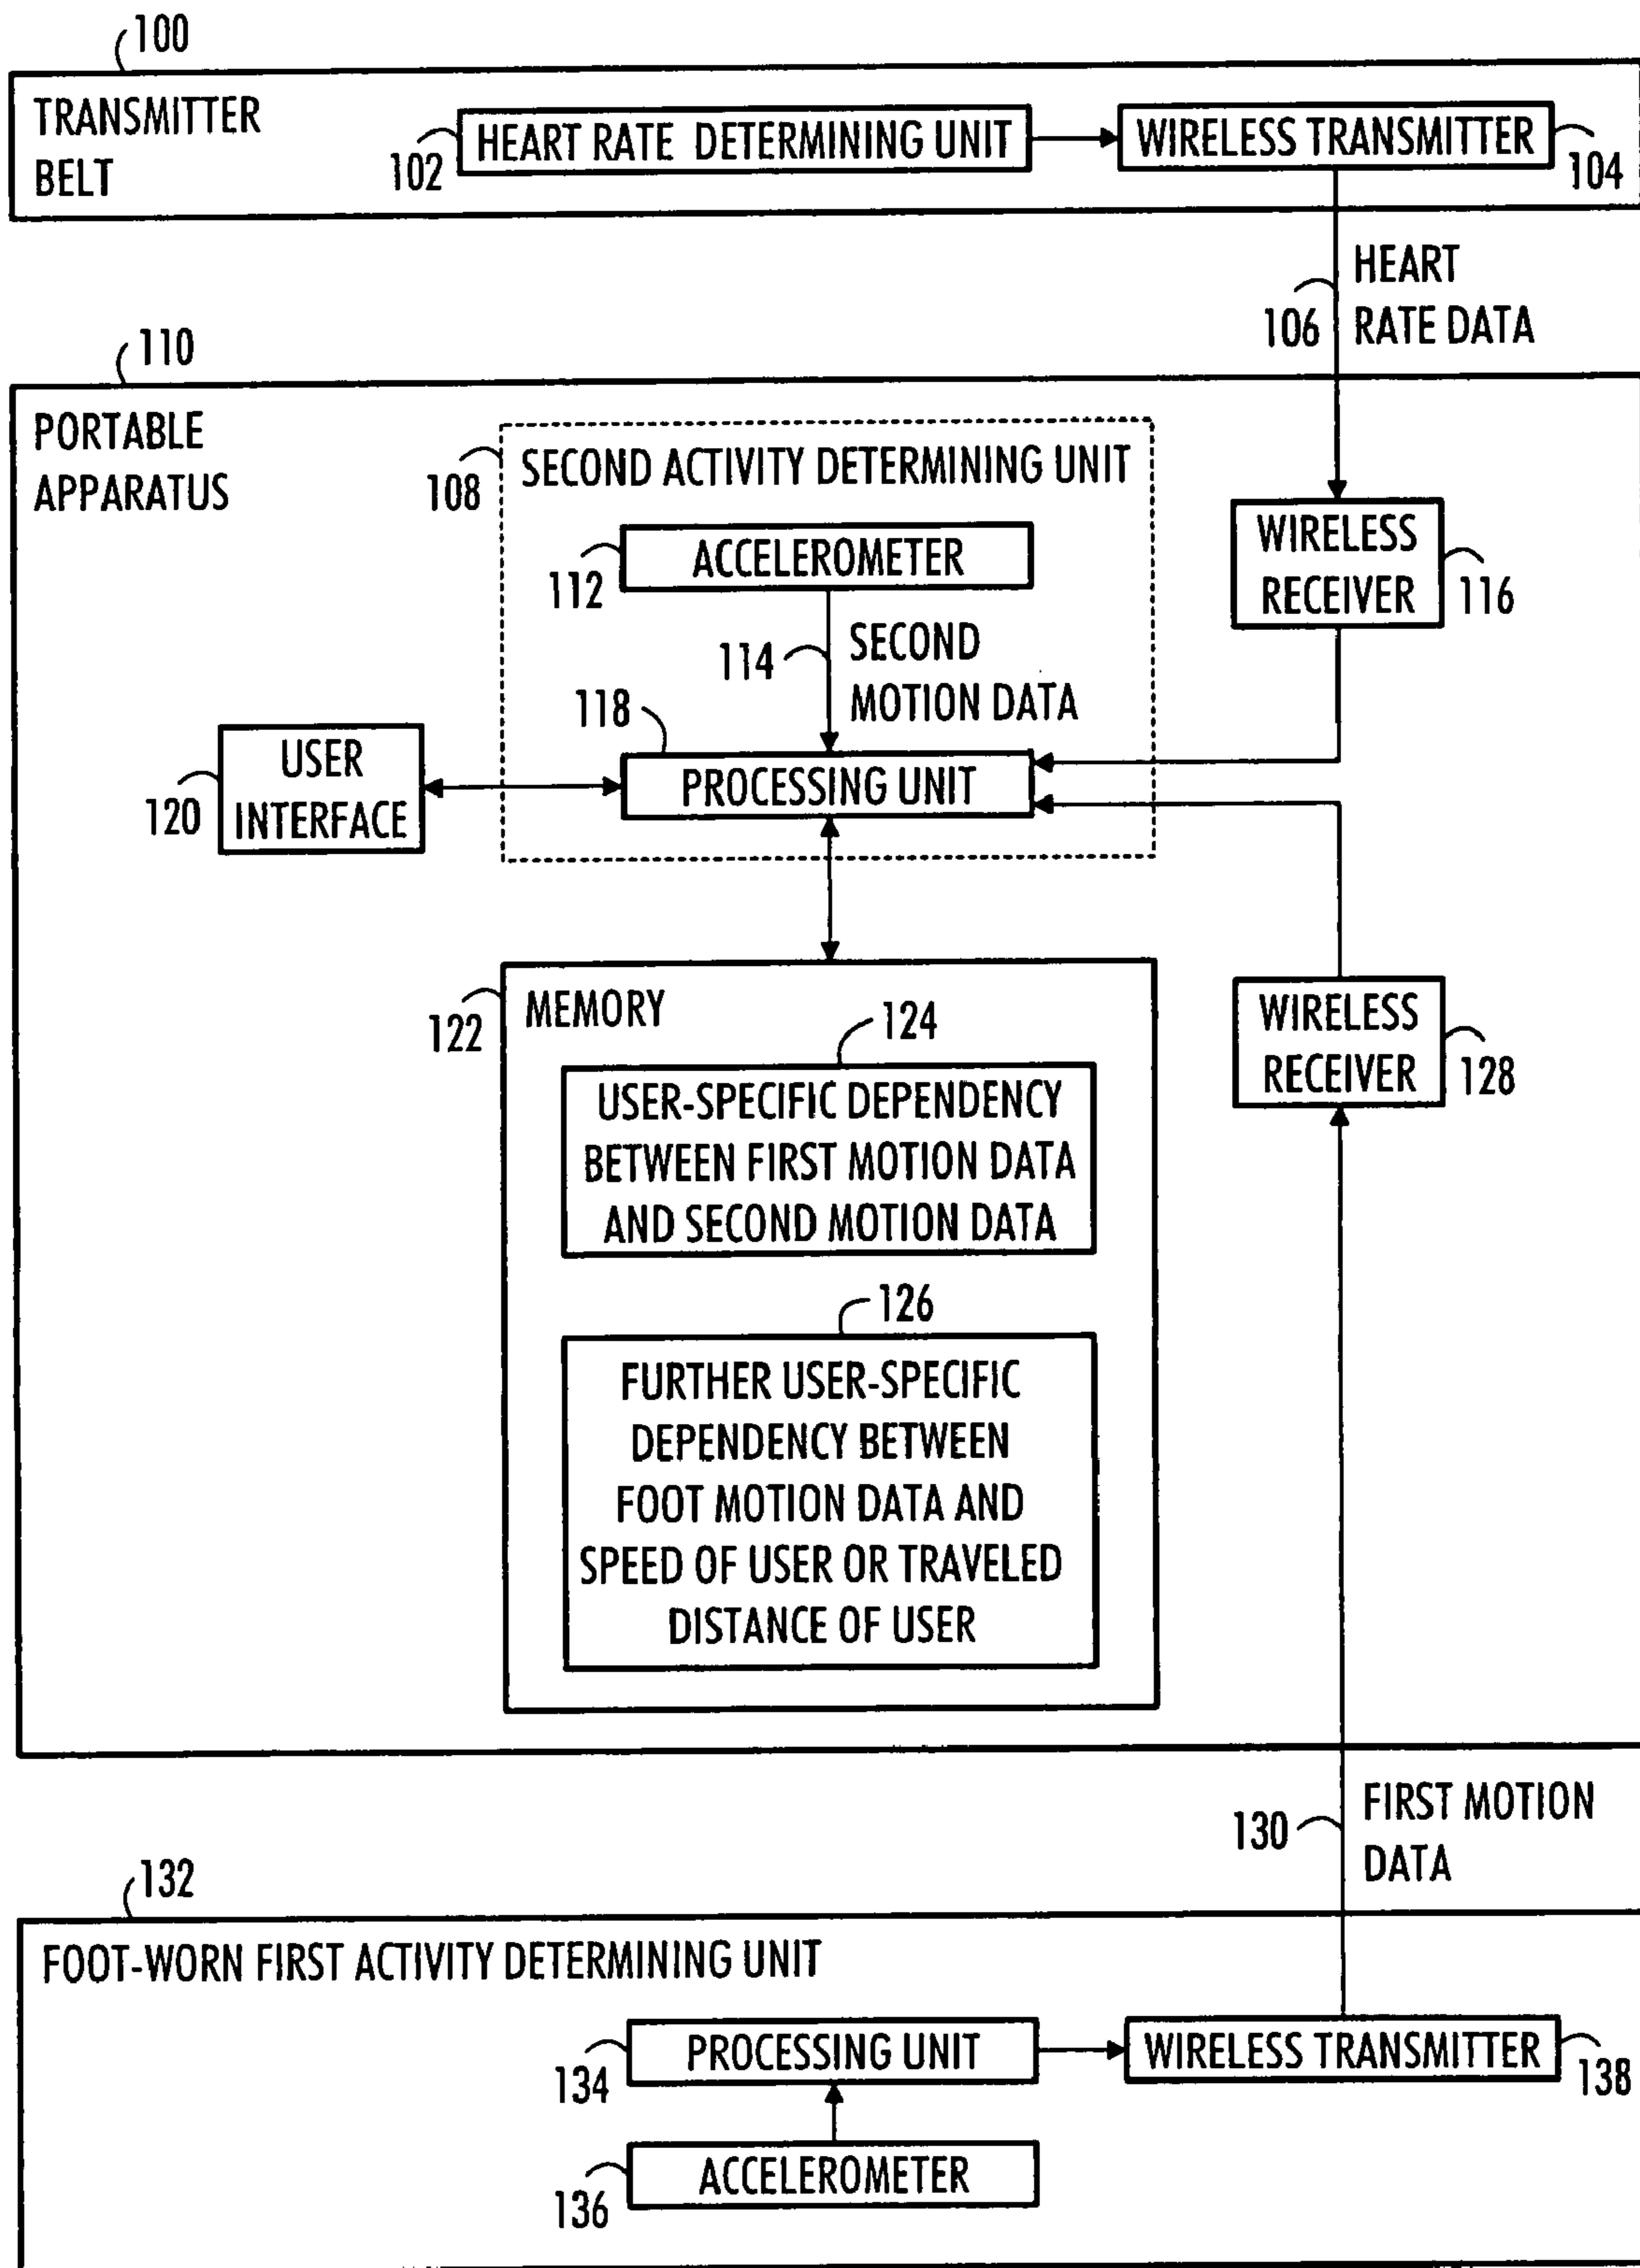 100
TRANSMITTER
BELT
102
HEART RATE DETERMINING UNIT
WIRELESS TRANSMITTER
104
106
HEART
RATE DATA
110
PORTABLE
APPARATUS
108
SECOND ACTIVITY DETERMINING UNIT
112
ACCELEROMETER
114
SECOND
MOTION DATA
WIRELESS
RECEIVER
116
118
PROCESSING UNIT
120
USER
INTERFACE
122
MEMORY
124
USER-SPECIFIC DEPENDENCY
BETWEEN FIRST MOTION DATA
AND SECOND MOTION DATA
126
FURTHER USER-SPECIFIC
DEPENDENCY BETWEEN
FOOT MOTION DATA AND
SPEED OF USER OR TRAVELED
DISTANCE OF USER
WIRELESS
RECEIVER
128
130
FIRST MOTION
DATA
132
FOOT-WORN FIRST ACTIVITY DETERMINING UNIT
134
PROCESSING UNIT
WIRELESS TRANSMITTER
138
136
ACCELEROMETER